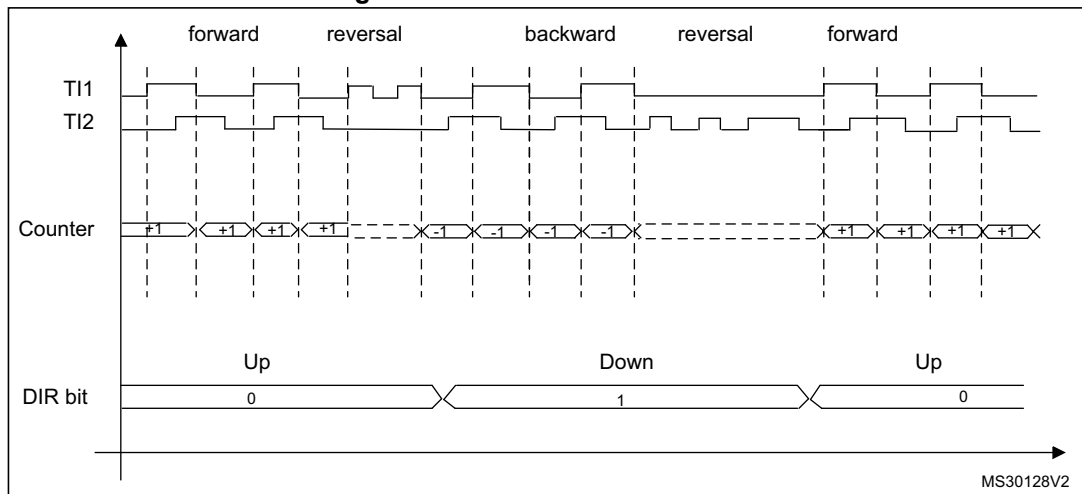 forward reversal backward reversal forward
TI1
TI2
Counter +1 +1 +1 +1 -1 -1 -1 -1 +1 +1 +1 +1
Up Down Up
DIR bit 0 1 0
MS30128V2